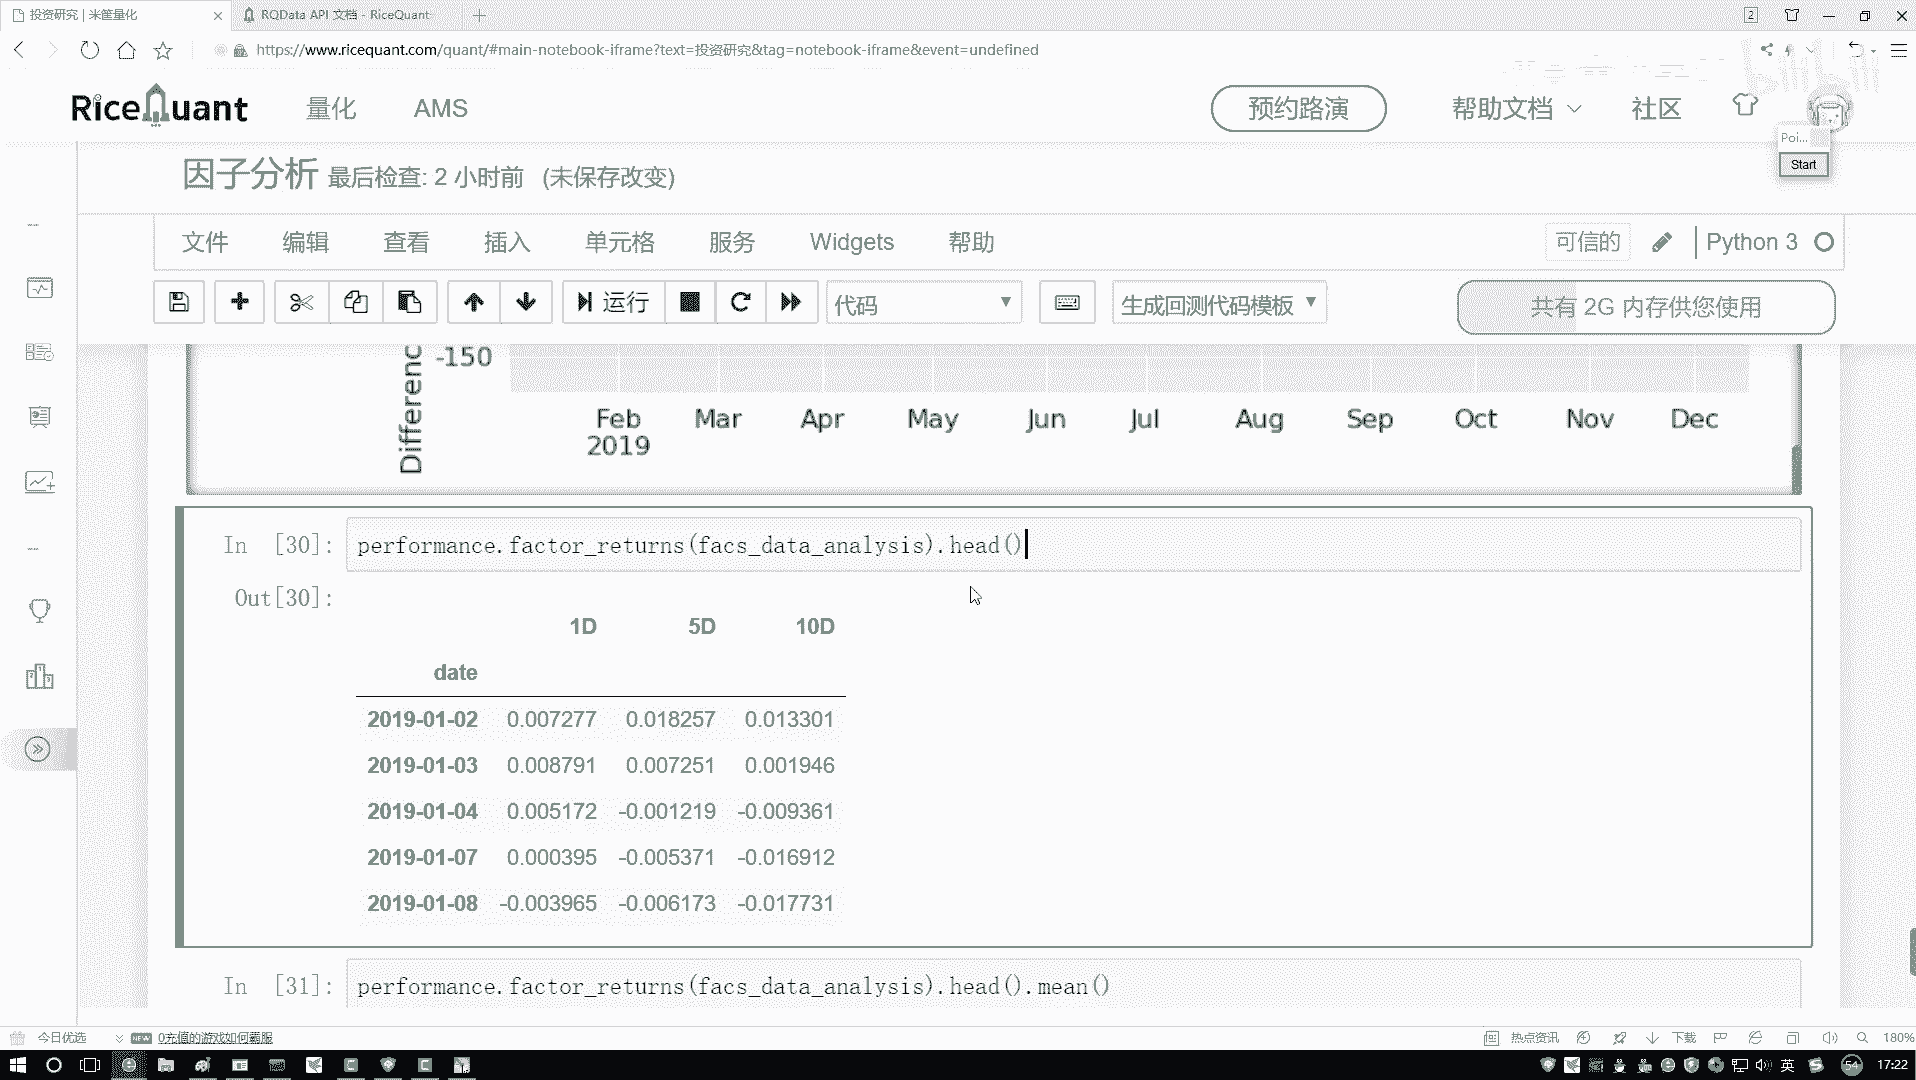 投资研究 | 米筐量化
RQData API 文档 - RiceQuant
2
https://www.ricequant.com/quant/#main-notebook-iframe?text=投资研究&tag=notebook-iframe&event=undefined
bilibili
RiceQuant 量化 AMS 预约路演 帮助文档 社区
Poi...
Start
因子分析 最后检查: 2 小时前 (未保存改变)
文件 编辑 查看 插入 单元格 服务 Widgets 帮助 可信的 Python 3
运行 代码 生成回测代码模板 共有 2G 内存供您使用
Differenc
-150
Feb Mar Apr May Jun Jul Aug Sep Oct Nov Dec
2019
In [30]: performance.factor_returns(facs_data_analysis).head()
Out[30]:
1D 5D 10D
date
2019-01-02 0.007277 0.018257 0.013301
2019-01-03 0.008791 0.007251 0.001946
2019-01-04 0.005172 -0.001219 -0.009361
2019-01-07 0.000395 -0.005371 -0.016912
2019-01-08 -0.003965 -0.006173 -0.017731
In [31]: performance.factor_returns(facs_data_analysis).head().mean()
今日优选 NEW 0充值的游戏如何霸服 热点资讯 下载 180%
英 54 17:22